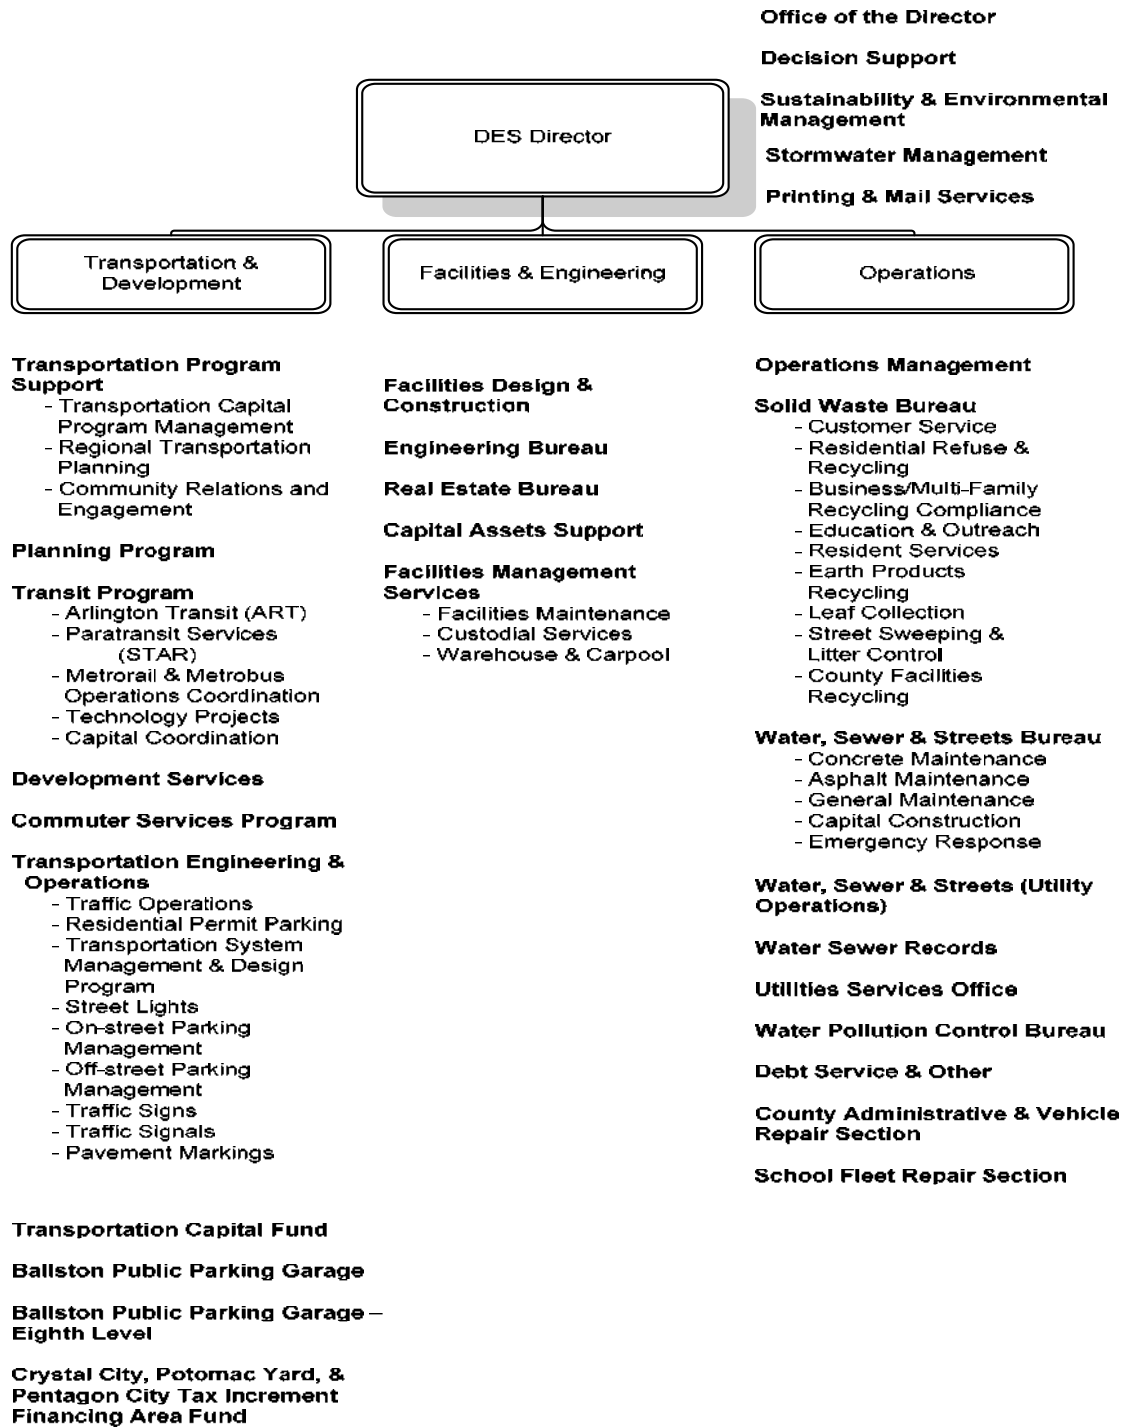 Office of the Director
Decision Support
Sustainability & Environmental
Management
Stormwater Management
Printing & Mail Services
DES Director
Transportation &
Development
Facilities & Engineering
Operations
Transportation Program
Support
- Transportation Capital
Program Management
- Regional Transportation
Planning
- Community Relations and
Engagement
Planning Program
Transit Program
- Arlington Transit (ART)
- Paratransit Services
(STAR)
- Metrorail & Metrobus
Operations Coordination
- Technology Projects
- Capital Coordination
Development Services
Commuter Services Program
Transportation Engineering &
Operations
- Traffic Operations
- Residential Permit Parking
- Transportation System
Management & Design
Program
- Street Lights
- On-street Parking
Management
- Off-street Parking
Management
- Traffic Signs
- Traffic Signals
- Pavement Markings
Transportation Capital Fund
Ballston Public Parking Garage
Ballston Public Parking Garage –
Eighth Level
Crystal City, Potomac Yard, &
Pentagon City Tax Increment
Financing Area Fund
Facilities Design &
Construction
Engineering Bureau
Real Estate Bureau
Capital Assets Support
Facilities Management
Services
- Facilities Maintenance
- Custodial Services
- Warehouse & Carpool
Operations Management
Solid Waste Bureau
- Customer Service
- Residential Refuse &
Recycling
- Business/Multi-Family
Recycling Compliance
- Education & Outreach
- Resident Services
- Earth Products
Recycling
- Leaf Collection
- Street Sweeping &
Litter Control
- County Facilities
Recycling
Water, Sewer & Streets Bureau
- Concrete Maintenance
- Asphalt Maintenance
- General Maintenance
- Capital Construction
- Emergency Response
Water, Sewer & Streets (Utility
Operations)
Water Sewer Records
Utilities Services Office
Water Pollution Control Bureau
Debt Service & Other
County Administrative & Vehicle
Repair Section
School Fleet Repair Section